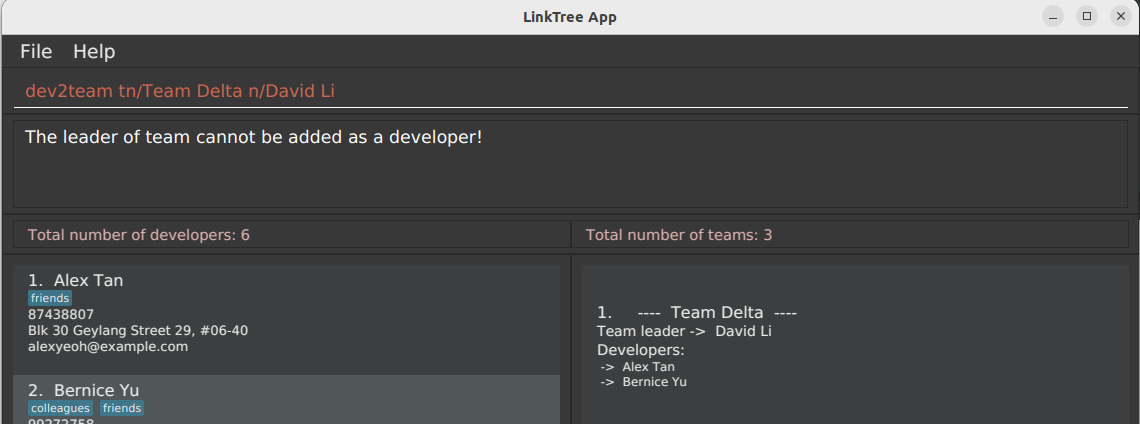 LinkTree App
File Help
dev2team tn/Team Delta n/David Li
The leader of team cannot be added as a developer!
Total number of developers: 6
Total number of teams: 3
1. Alex Tan
friends
87438807
Blk 30 Geylang Street 29, #06-40
alexyeoh@example.com
2. Bernice Yu
colleagues friends
99272758
1. ---- Team Delta ----
Team leader -> David Li
Developers:
-> Alex Tan
-> Bernice Yu